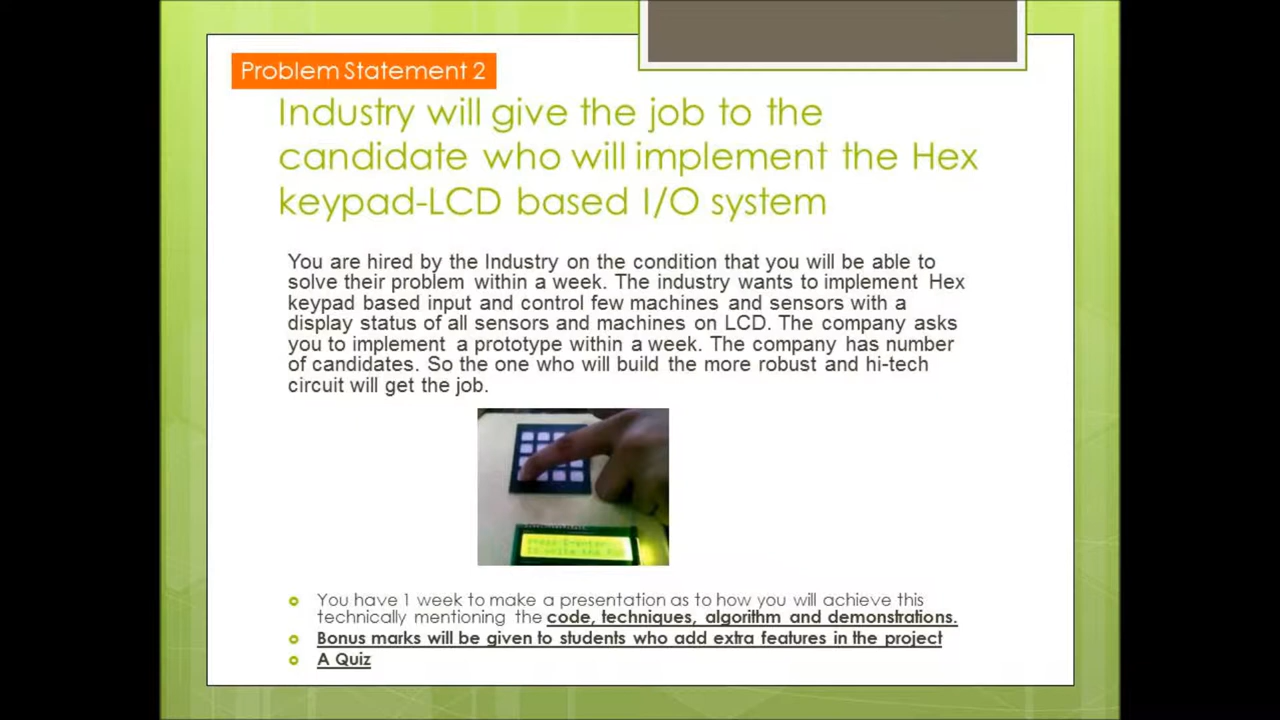 Problem Statement 2
Industry will give the job to the
candidate who will implement the Hex
keypad-LCD based I/O system
You are hired by the Industry on the condition that you will be able to
solve their problem within a week. The industry wants to implement Hex
keypad based input and control few machines and sensors with a
display status of all sensors and machines on LCD. The company asks
you to implement a prototype within a week. The company has number
of candidates. So the one who will build the more robust and hi-tech
circuit will get the job.
You have 1 week to make a presentation as to how you will achieve this
technically mentioning the code, techniques, algorithm and demonstrations.
Bonus marks will be given to students who add extra features in the project
A Quiz